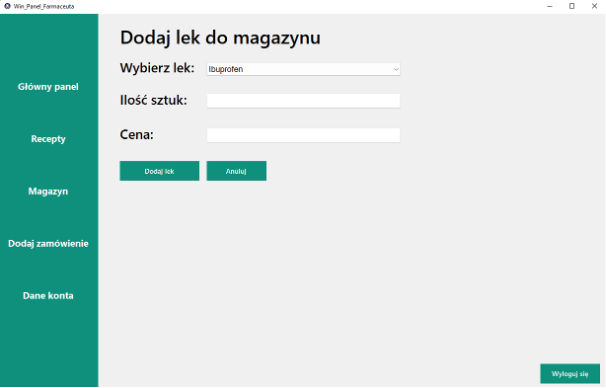 Win_Panel_Farmaceuta
Dodaj lek do magazynu
Wybierz lek:
Ibuprofen
Ilość sztuk:
Cena:
Dodaj lek
Anuluj
Główny panel
Recepty
Magazyn
Dodaj zamówienie
Dane konta
Wyloguj się